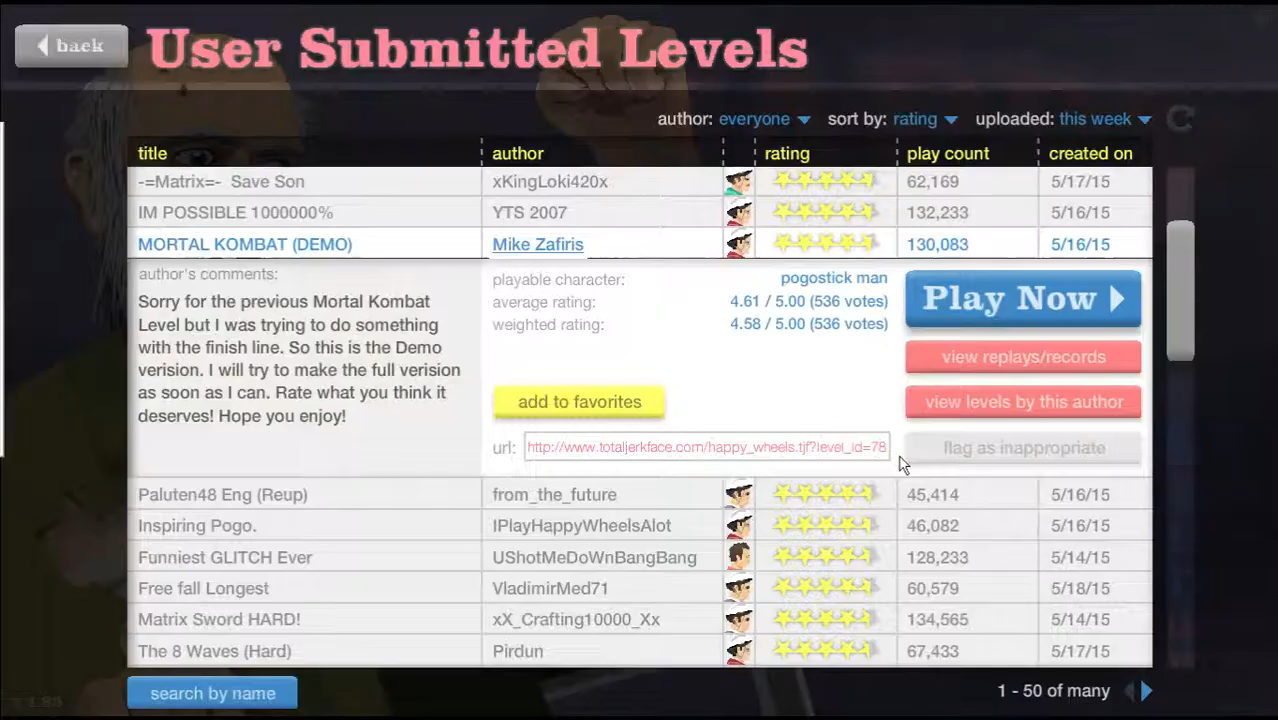 back
User Submitted Levels
author: everyone sort by: rating uploaded: this week
title author rating play count created on
-=Matrix=- Save Son xKingLoki420x 62,169 5/17/15
IM POSSIBLE 1000000% YTS 2007 132,233 5/16/15
MORTAL KOMBAT (DEMO) Mike Zafiris 130,083 5/16/15
author's comments:
Sorry for the previous Mortal Kombat
Level but I was trying to do something
with the finish line. So this is the Demo
verision. I will try to make the full verision
as soon as I can. Rate what you think it
deserves! Hope you enjoy!
playable character: pogostick man
average rating: 4.61 / 5.00 (536 votes)
weighted rating: 4.58 / 5.00 (536 votes)
add to favorites
url: http://www.totaljerkface.com/happy_wheels.tjf?level_id=78
Play Now
view replays/records
view levels by this author
flag as inappropriate
Paluten48 Eng (Reup) from_the_future 45,414 5/16/15
Inspiring Pogo. IPlayHappyWheelsAlot 46,082 5/16/15
Funniest GLITCH Ever UShotMeDoWnBangBang 128,233 5/14/15
Free fall Longest VladimirMed71 60,579 5/18/15
Matrix Sword HARD! xX_Crafting10000_Xx 134,565 5/14/15
The 8 Waves (Hard) Pirdun 67,433 5/17/15
search by name
1 - 50 of many